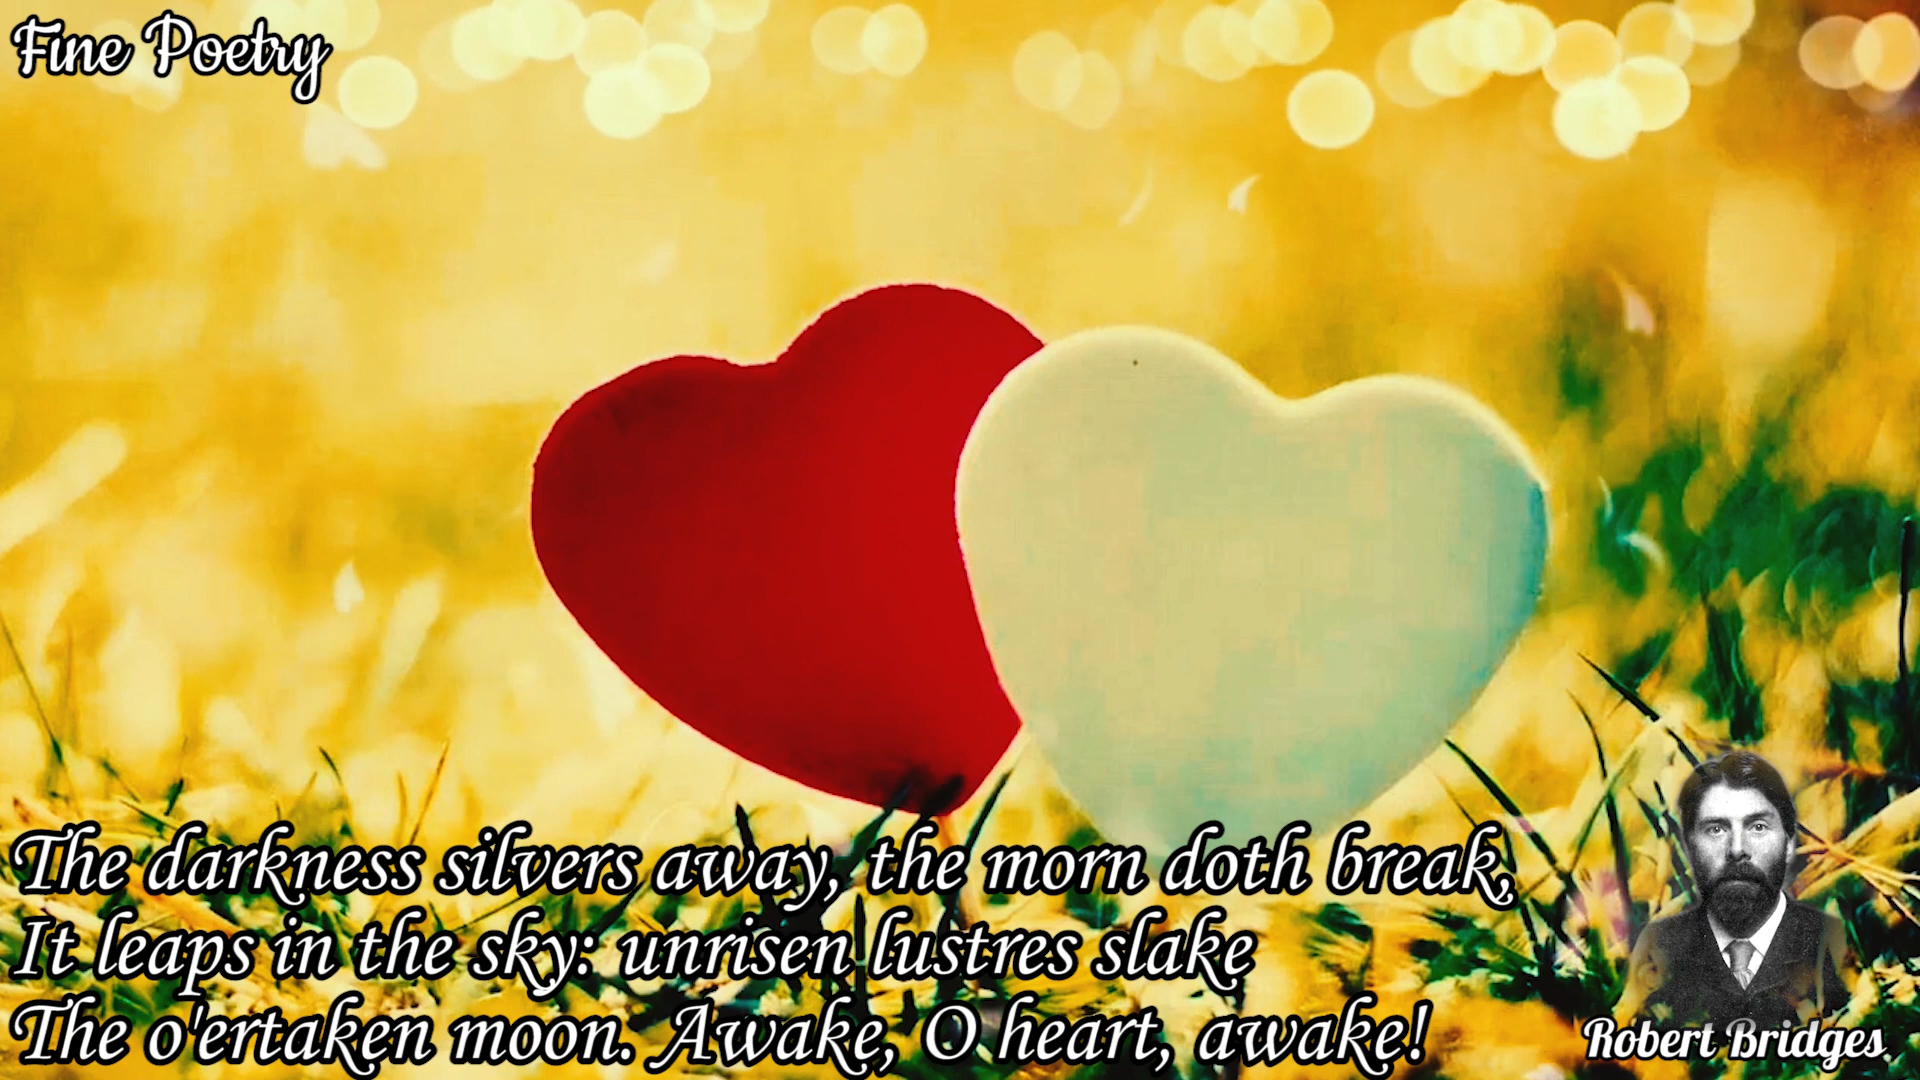 Fine Poetry
The darkness silvers away, the morn doth break,
It leaps in the sky: unrisen lustres slake
The o'ertaken moon. Awake, O heart, awake!
Robert Bridges